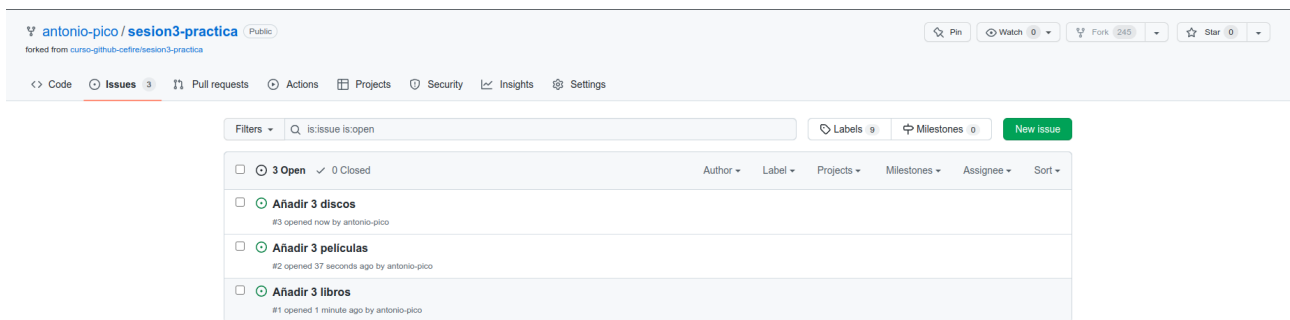 antonio-pico / sesion3-practica Public
Pin Watch 0 Fork 245 Star 0
forked from curso-github-cefire/sesion3-practica
<> Code Issues 3 Pull requests Actions Projects Security Insights Settings
Filters is:issue is:open Labels 9 Milestones 0 New issue
3 Open 0 Closed Author Label Projects Milestones Assignee Sort
Añadir 3 discos
#3 opened now by antonio-pico
Añadir 3 películas
#2 opened 37 seconds ago by antonio-pico
Añadir 3 libros
#1 opened 1 minute ago by antonio-pico